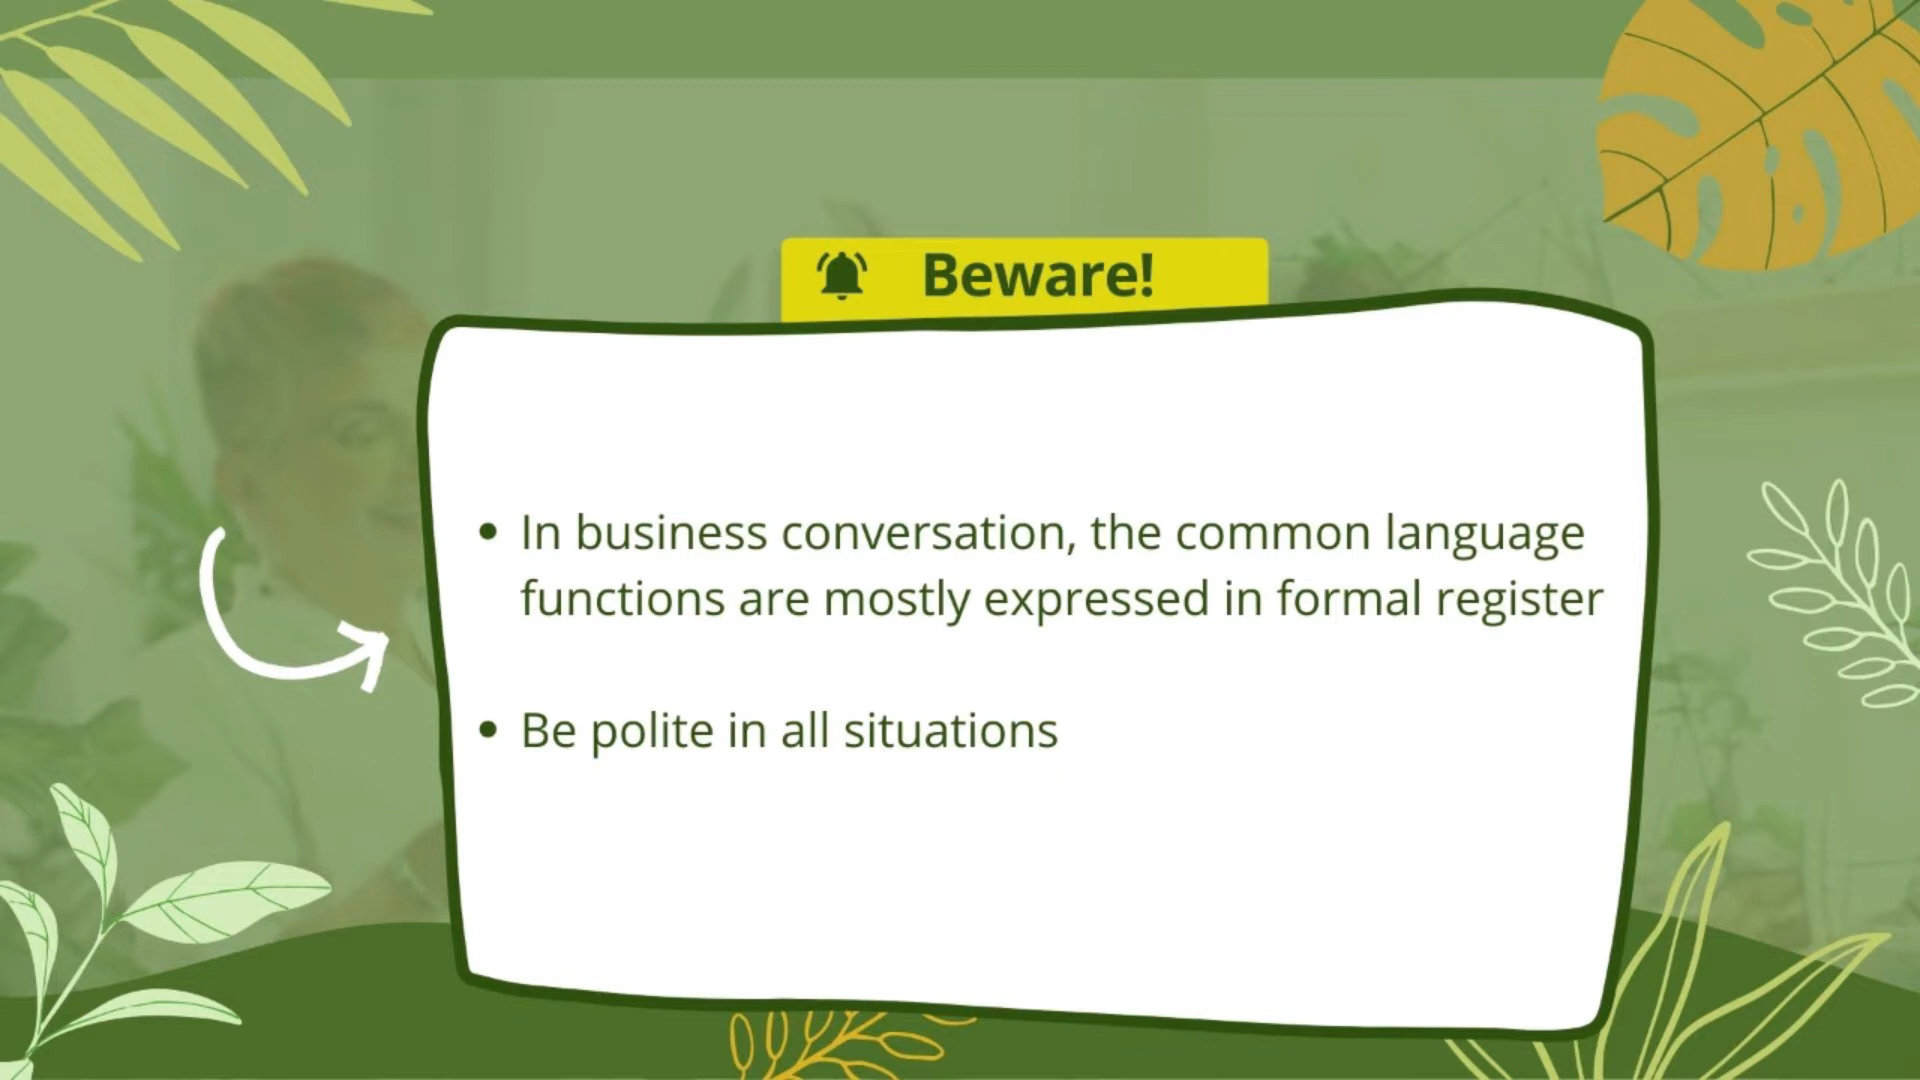 Beware!
• In business conversation, the common language
functions are mostly expressed in formal register
• Be polite in all situations